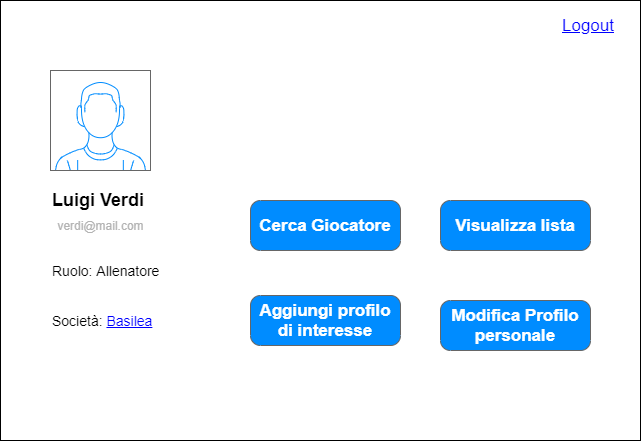 Logout
Luigi Verdi
verdi@mail.com
Ruolo: Allenatore
Società: Basilea
Cerca Giocatore
Visualizza lista
Aggiungi profilo
di interesse
Modifica Profilo
personale